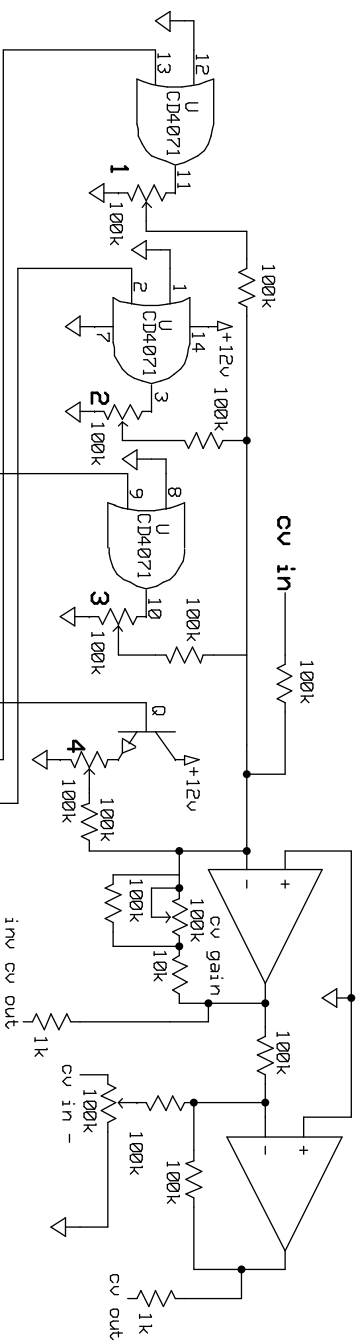 12
13
U
CD4071
11
1
100k
100k
1
2
U
CD4071
14
+12v
7
3
2
100k
100k
cv in
100k
8
9
U
CD4071
10
3
100k
100k
Q
+12v
4
100k
100k
+
-
cv gain
100k
100k
10k
inv cv out
1k
100k
cv in -
100k
100k
100k
+
-
1k
cv out